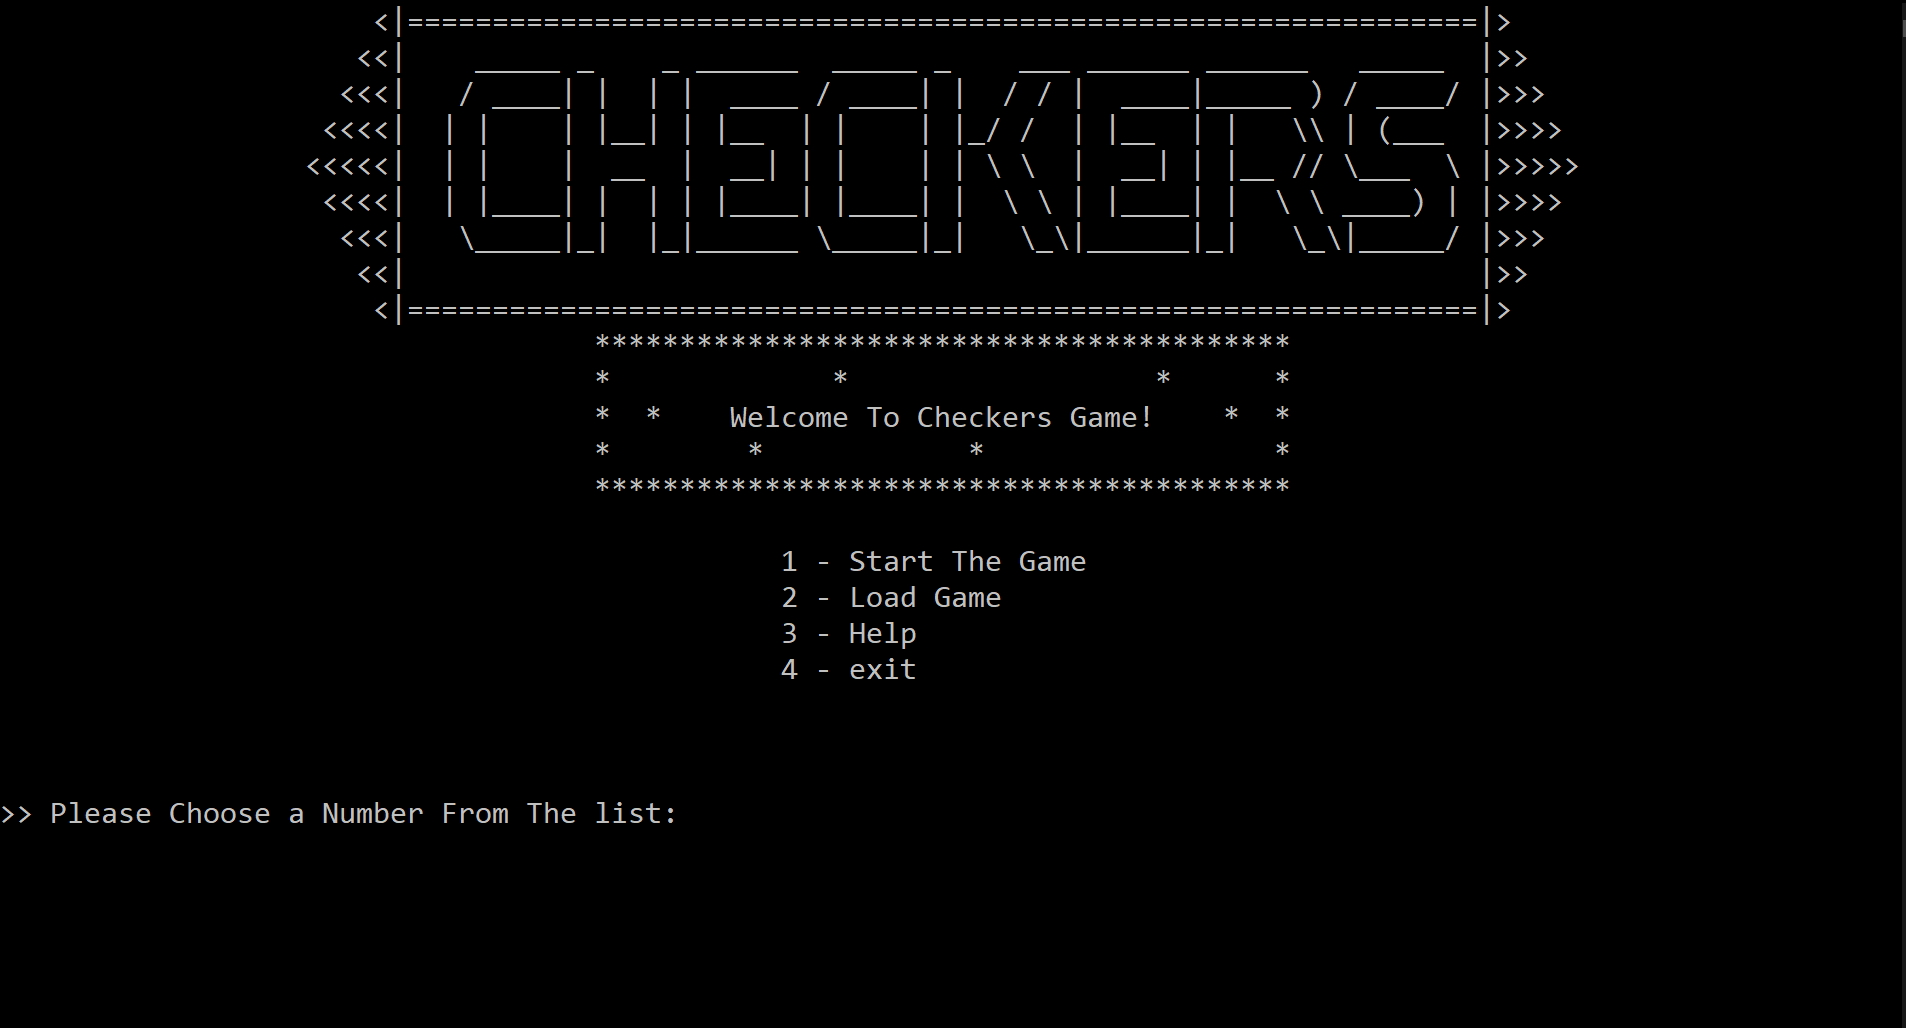 CHECKERS
Welcome To Checkers Game!
1 - Start The Game
2 - Load Game
3 - Help
4 - exit
>> Please Choose a Number From The list: